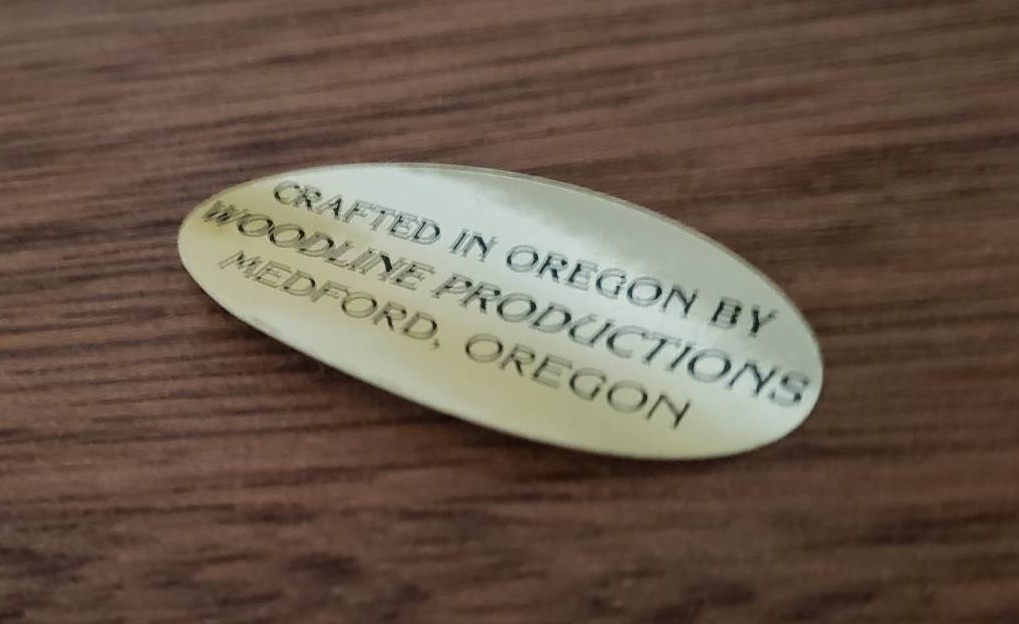 CRAFTED IN OREGON BY
WOODLINE PRODUCTIONS
MEDFORD, OREGON